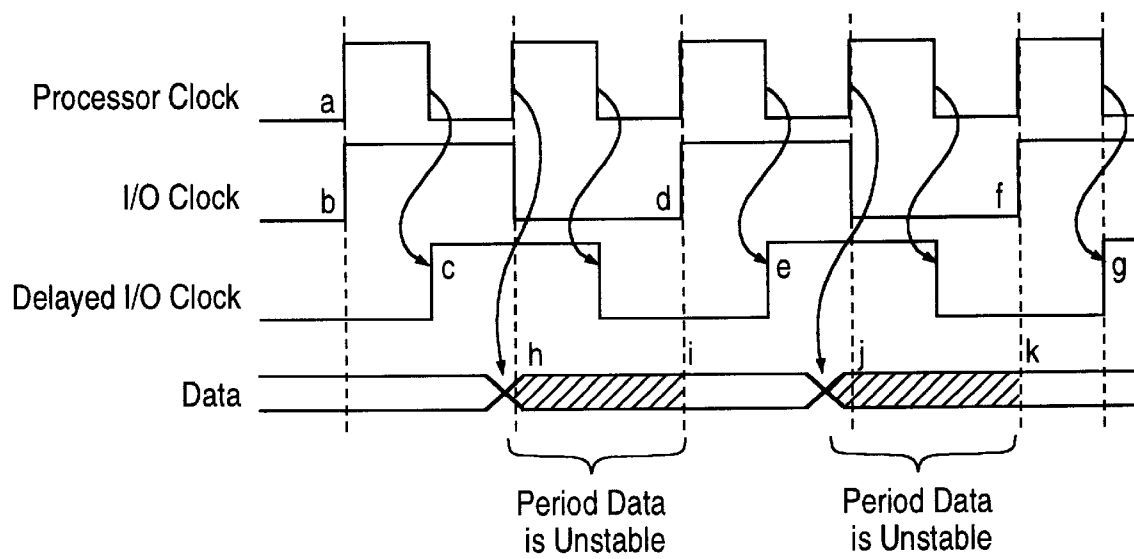 Processor Clock a
I/O Clock b d f
Delayed I/O Clock c e g
Data h i j k
Period Data
is Unstable
Period Data
is Unstable